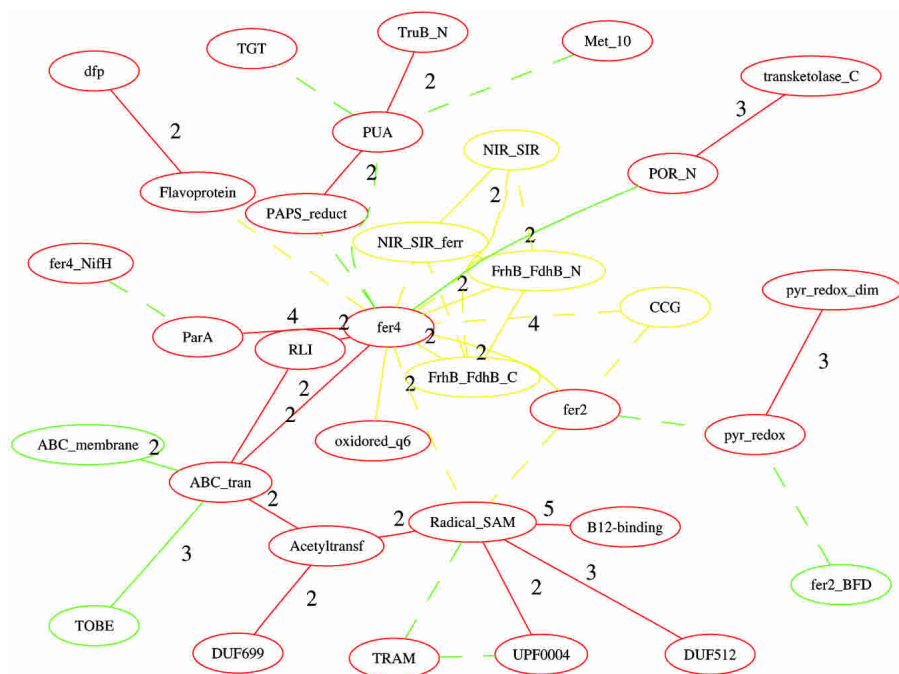 TruB_N
TGT
Met_10
dfp
2
transketolase_C
3
2
PUA
NIR_SIR
2
POR_N
Flavoprotein
2
PAPS_reduct
NIR_SIR_ferr
2
fer4_NifH
FrhB_FdhB_N
pyr_redox_dim
2
CCG
4
2
fer4
2
4
ParA
RLI
2
FrhB_FdhB_C
2
3
2
2
fer2
oxidored_q6
pyr_redox
ABC_membrane
2
ABC_tran
2
2
Radical_SAM
5
B12-binding
Acetyltransf
3
3
2
2
fer2_BFD
TOBE
DUF699
TRAM
UPF0004
DUF512